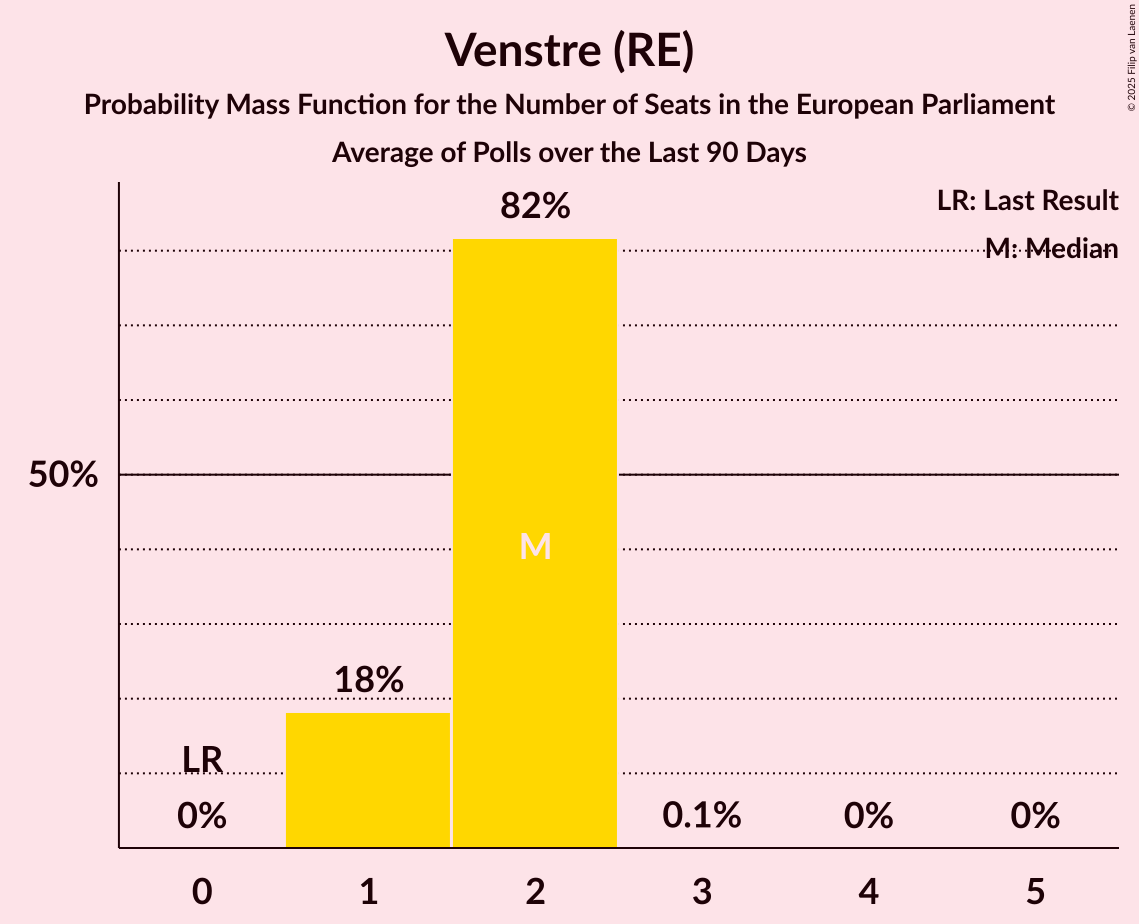 Venstre (RE)
Probability Mass Function for the Number of Seats in the European Parliament
Average of Polls over the Last 90 Days
© 2025 Filip van Laenen
LR: Last Result
M: Median
82%
50%
M
18%
LR
0%
0.1%
0%
0%
0 1 2 3 4 5